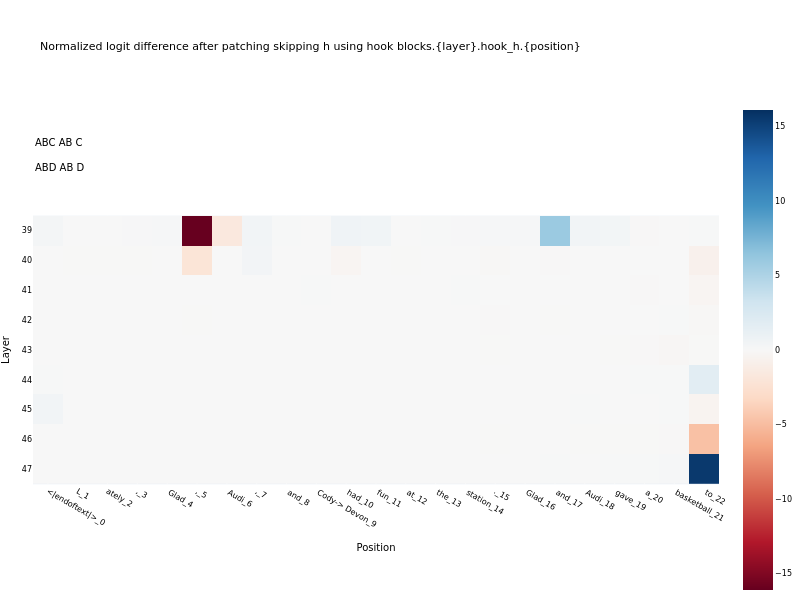 Normalized logit difference after patching skipping h using hook blocks.{layer}.hook_h.{position}
ABC AB C
ABD AB D
15
10
5
0
−5
−10
−15
Layer
39
40
41
42
43
44
45
46
47
<|endoftext|>_0
L_1
ately_2
,_3
Glad_4
,_5
Audi_6
,_7
and_8
Cody-> Devon_9
had_10
fun_11
at_12
the_13
station_14
._15
Glad_16
and_17
Audi_18
gave_19
a_20
basketball_21
to_22
Position